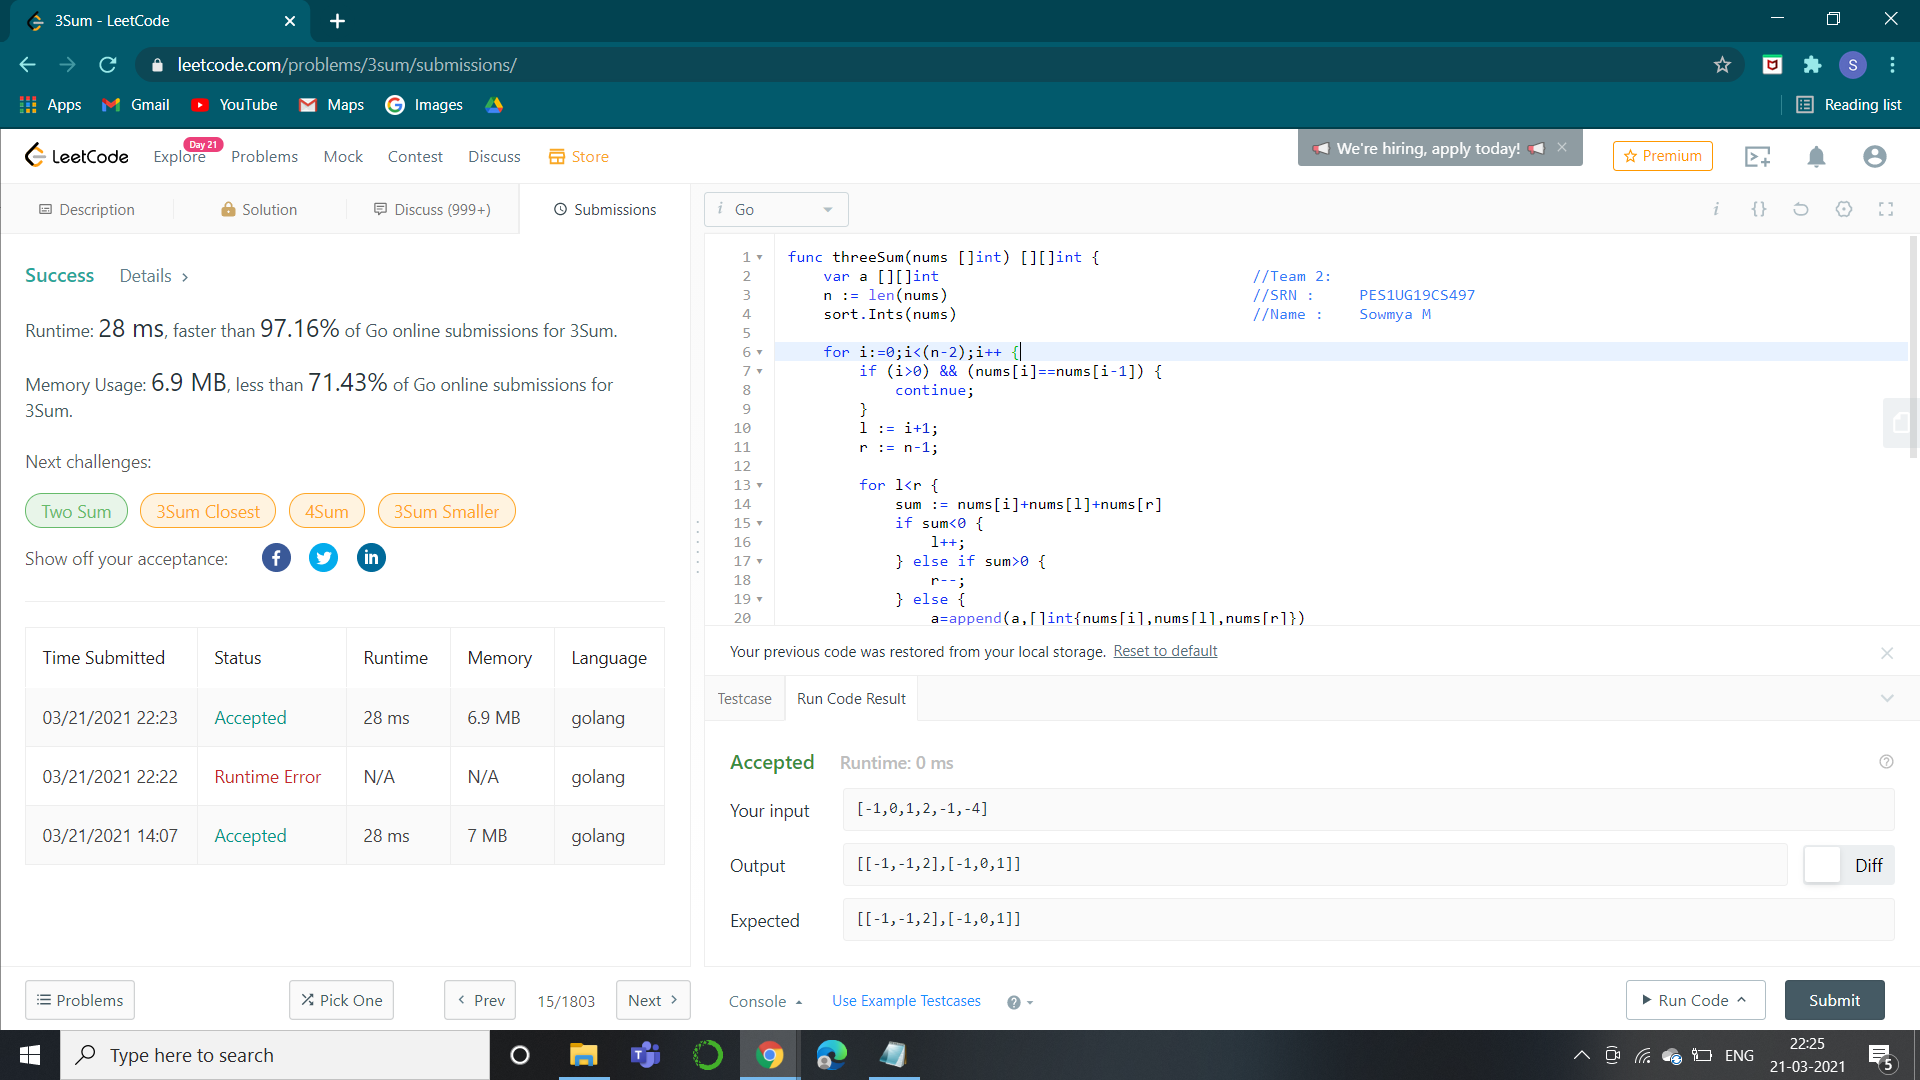 3Sum - LeetCode
leetcode.com/problems/3sum/submissions/
S
Apps Gmail YouTube Maps Images Reading list
LeetCode Explore Day 21 Problems Mock Contest Discuss Store We're hiring, apply today! Premium
Description Solution Discuss (999+) Submissions
Success Details
Runtime: 28 ms, faster than 97.16% of Go online submissions for 3Sum.
Memory Usage: 6.9 MB, less than 71.43% of Go online submissions for
3Sum.
Next challenges:
Two Sum 3Sum Closest 4Sum 3Sum Smaller
Show off your acceptance:
Time Submitted Status Runtime Memory Language
03/21/2021 22:23 Accepted 28 ms 6.9 MB golang
03/21/2021 22:22 Runtime Error N/A N/A golang
03/21/2021 14:07 Accepted 28 ms 7 MB golang
Problems Pick One Prev 15/1803 Next
i Go
1 func threeSum(nums []int) [][]int {
2 var a [][]int //Team 2:
3 n := len(nums) //SRN : PES1UG19CS497
4 sort.Ints(nums) //Name : Sowmya M
5
6 for i:=0;i<(n-2);i++ {
7 if (i>0) && (nums[i]==nums[i-1]) {
8 continue;
9 }
10 l := i+1;
11 r := n-1;
12
13 for l<r {
14 sum := nums[i]+nums[l]+nums[r]
15 if sum<0 {
16 l++;
17 } else if sum>0 {
18 r--;
19 } else {
20 a=append(a,[]int{nums[i],nums[l],nums[r]})
Your previous code was restored from your local storage. Reset to default
Testcase Run Code Result
Accepted Runtime: 0 ms
Your input [-1,0,1,2,-1,-4]
Output [[-1,-1,2],[-1,0,1]] Diff
Expected [[-1,-1,2],[-1,0,1]]
Console Use Example Testcases Run Code Submit
Type here to search
ENG 22:25
21-03-2021 5